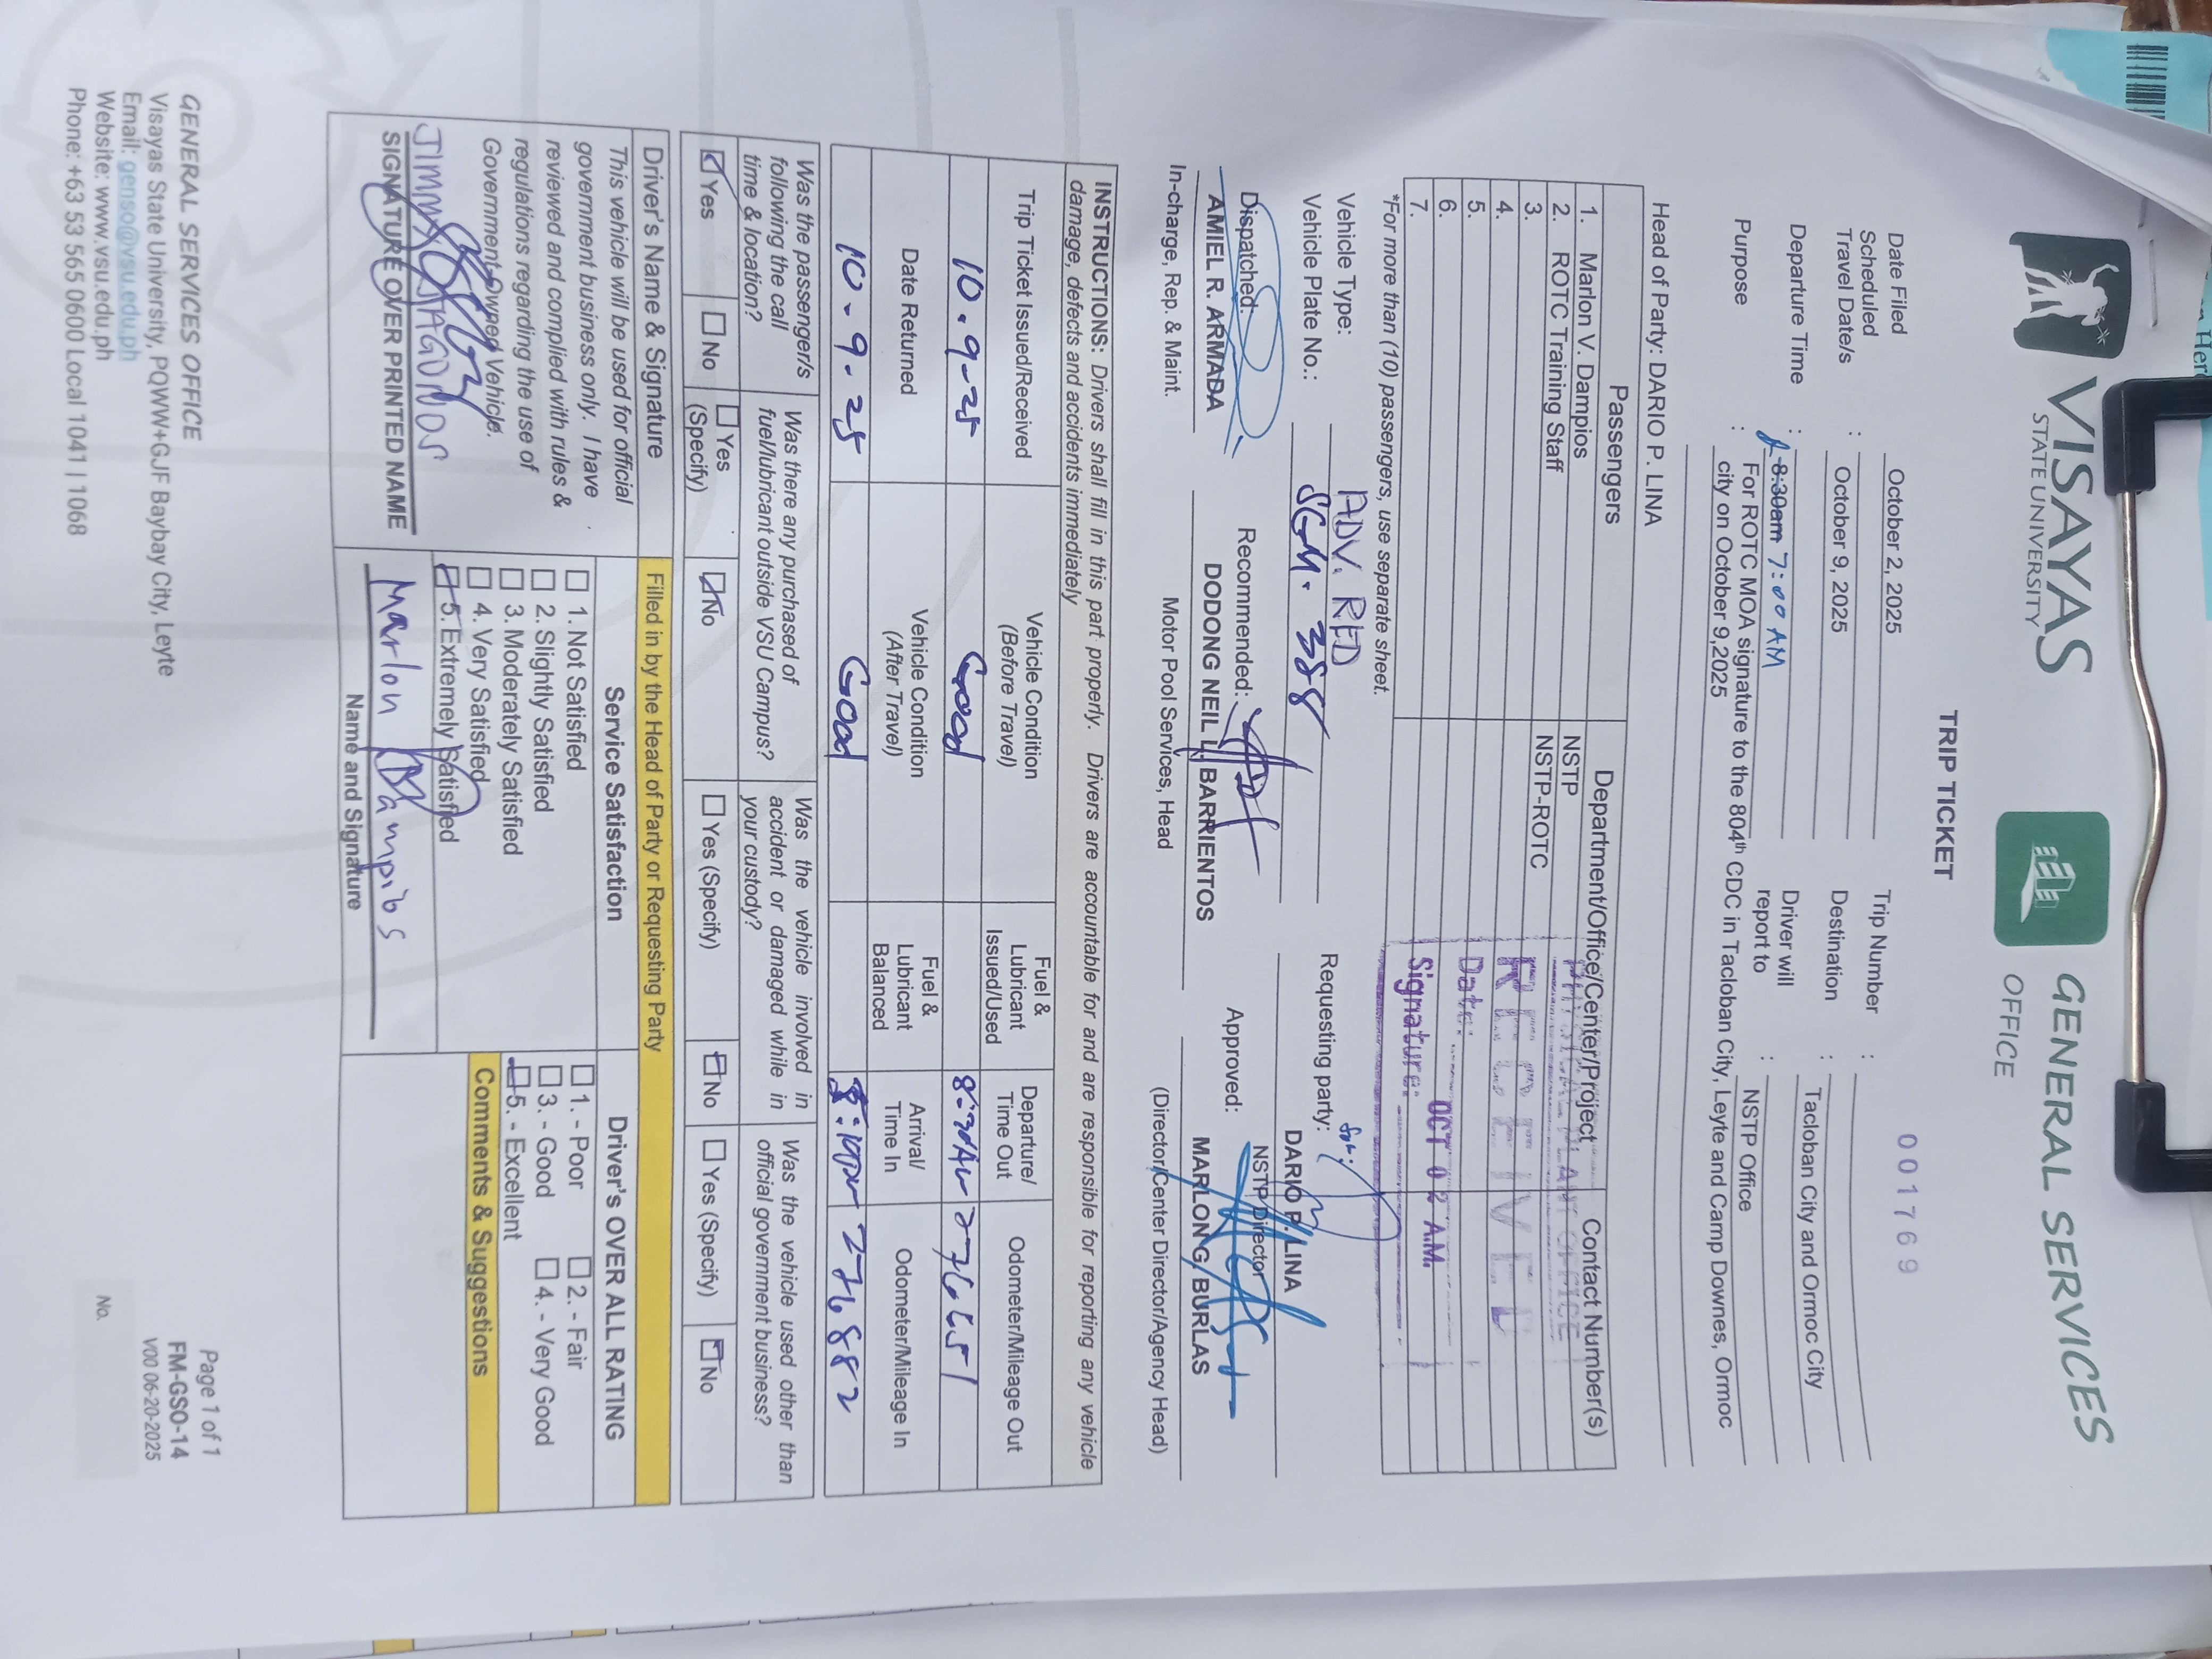 VISAYAS
STATE UNIVERSITY
GENERAL SERVICES
OFFICE
001769
TRIP TICKET
Date Filed : October 2, 2025
Trip Number :
Scheduled
Travel Date/s : October 9, 2025
Destination : Tacloban City and Ormoc City
Departure Time : 8:30am 7:00 AM
Driver will
report to : NSTP Office
Purpose : For ROTC MOA signature to the 804th CDC in Tacloban City, Leyte and Camp Downes, Ormoc
city on October 9,2025
Head of Party: DARIO P. LINA
Passengers Department/Office/Center/Project Contact Number(s)
1. Marlon V. Dampios NSTP
2. ROTC Training Staff NSTP-ROTC
3.
4.
5.
6.
7.
*For more than (10) passengers, use separate sheet.
Date:
OCT 02 A.M.
Signature:
Vehicle Type: ADV. RED
Vehicle Plate No.: SGM. 388
Requesting party:
for:
DARIO P. LINA
NSTP Director
Dispatched:
AMIEL R. ARMADA
In-charge, Rep. & Maint.
Recommended:
DODONG NEIL L. BARRIENTOS
Motor Pool Services, Head
Approved:
MARLON G. BURLAS
(Director/Center Director/Agency Head)
INSTRUCTIONS: Drivers shall fill in this part properly. Drivers are accountable for and are responsible for reporting any vehicle
damage, defects and accidents immediately
Trip Ticket Issued/Received
Vehicle Condition
(Before Travel)
Fuel &
Lubricant
Issued/Used
Departure/
Time Out
Odometer/Mileage Out
10.9-25 Good 8:30AM 276651
Date Returned
Vehicle Condition
(After Travel)
Fuel &
Lubricant
Balanced
Arrival/
Time In
Odometer/Mileage In
10.9-25 Good 276882
Was the passenger/s
following the call
time & location?
Was there any purchased of
fuel/lubricant outside VSU Campus?
Was the vehicle involved in
accident or damaged while in
your custody?
Was the vehicle used other than
official government business?
Yes No
Yes
(Specify)
No
Yes (Specify) No
Yes (Specify) No
Driver's Name & Signature
Filled in by the Head of Party or Requesting Party
This vehicle will be used for official
government business only. I have
reviewed and complied with rules &
regulations regarding the use of
Government-Owned Vehicle.
SIGNATURE OVER PRINTED NAME
Service Satisfaction
1. Not Satisfied
2. Slightly Satisfied
3. Moderately Satisfied
4. Very Satisfied
5. Extremely Satisfied
Marlon Dampios
Name and Signature
Driver's OVER ALL RATING
1. - Poor 2. - Fair
3. - Good 4. - Very Good
5. - Excellent
Comments & Suggestions
GENERAL SERVICES OFFICE
Visayas State University, PQWW+GJF Baybay City, Leyte
Email: genso@vsu.edu.ph
Website: www.vsu.edu.ph
Phone: +63 53 565 0600 Local 1041 | 1068
Page 1 of 1
FM-GSO-14
V00 06-20-2025
No.